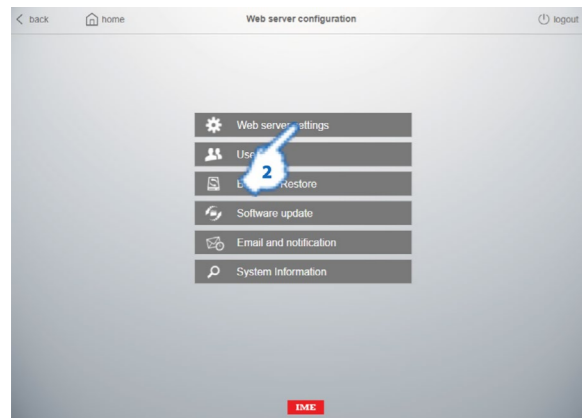 back home Web server configuration logout
Web server settings
2
Restore
Software update
Email and notification
System Information
IME